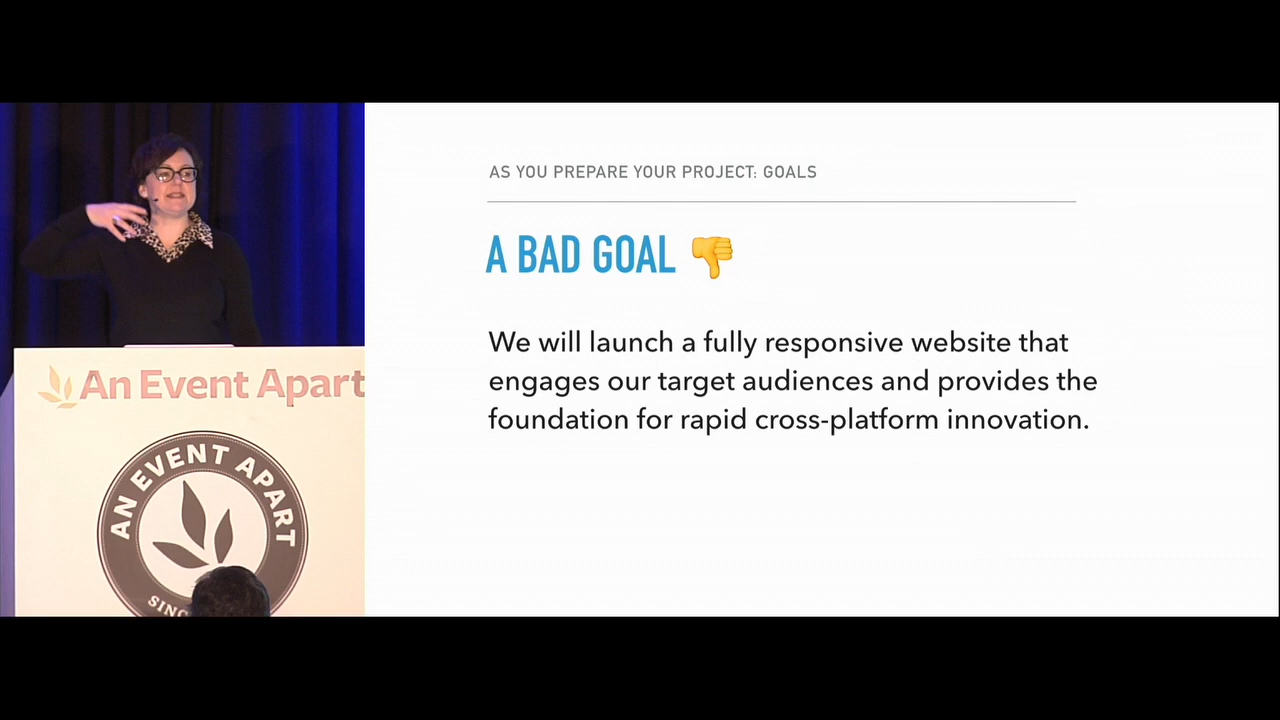 AS YOU PREPARE YOUR PROJECT: GOALS
A BAD GOAL 👎
We will launch a fully responsive website that
engages our target audiences and provides the
foundation for rapid cross-platform innovation.
An Event Apart
AN EVENT APART